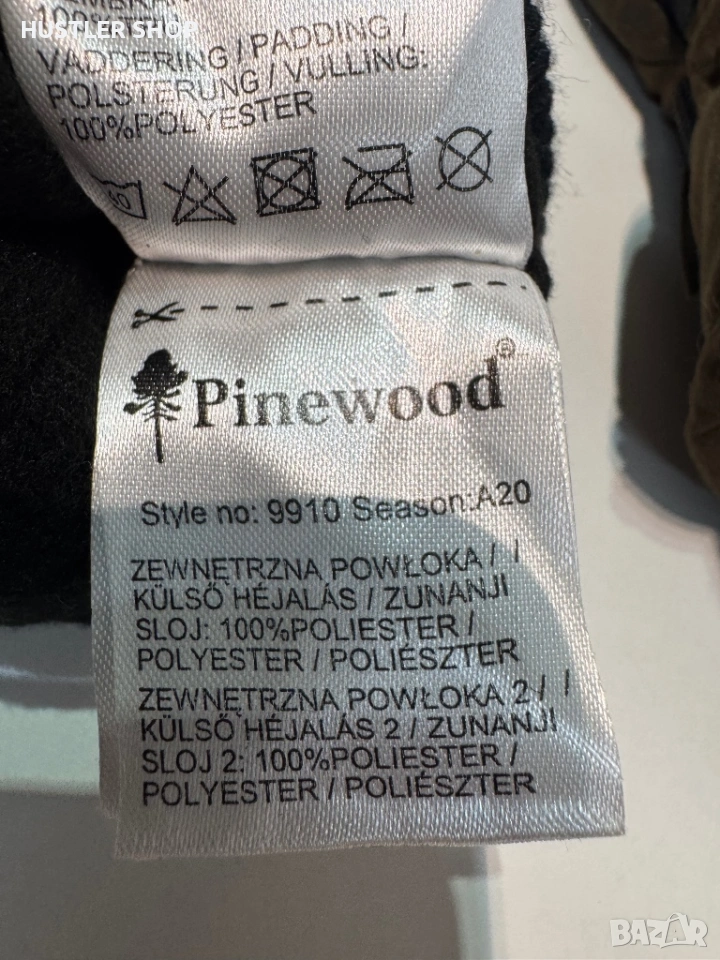 HUSTLER SHOP
VADDERING / PADDING /
POLSTERUNG / VULLING:
100%POLYESTER
Pinewood®
Style no: 9910 Season:A20
ZEWNĘTRZNA POWŁOKA / /
KÜLSŐ HÉJALÁS / ZUNANJI
SLOJ: 100%POLIESTER /
POLYESTER / POLIÉSZTER
ZEWNĘTRZNA POWŁOKA 2 / /
KÜLSŐ HÉJALÁS 2 / ZUNANJI
SLOJ 2: 100%POLIESTER /
POLYESTER / POLIÉSZTER
BAZAR